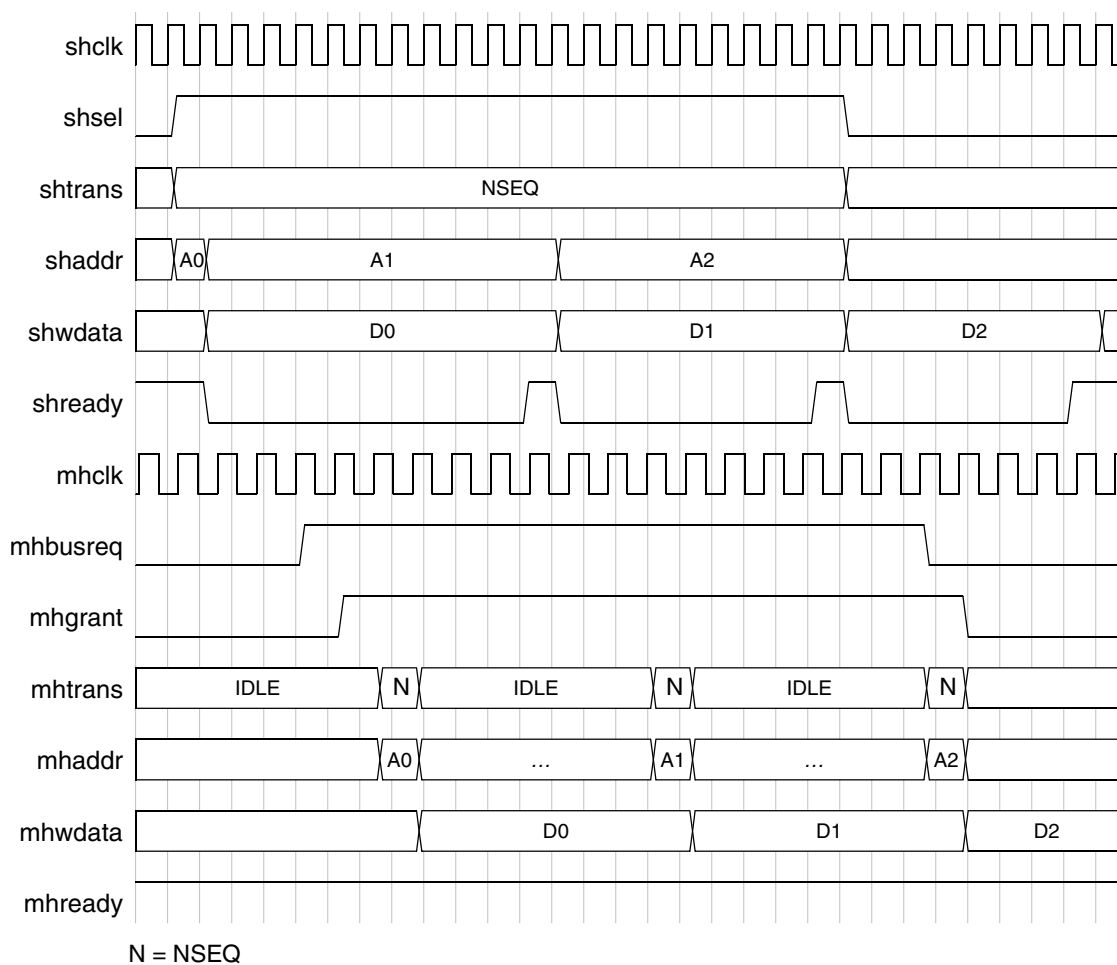 shclk
shsel
shtrans NSEQ
shaddr A0 A1 A2
shwdata D0 D1 D2
shready
mhclk
mhbusreq
mhgrant
mhtrans IDLE N IDLE N IDLE N
mhaddr A0 ... A1 ... A2
mhwdata D0 D1 D2
mhready
N = NSEQ